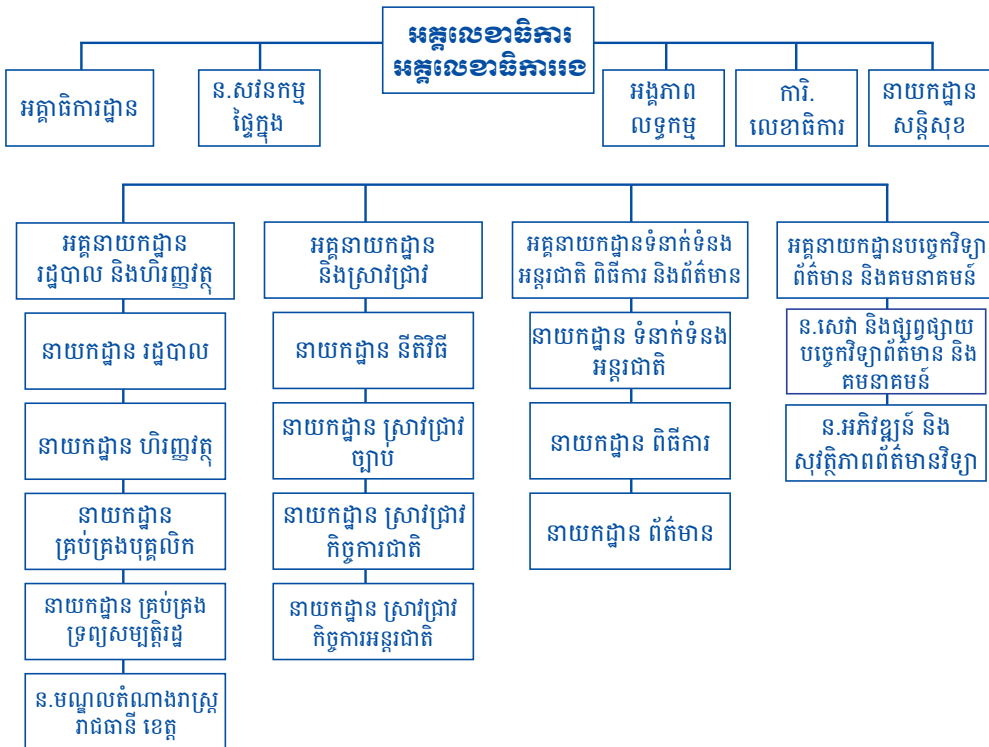 អគ្គលេខាធិការ
អគ្គលេខាធិការរង
អគ្គាធិការដ្ឋាន
ន.សវនកម្ម
ផ្ទៃក្នុង
អង្គភាព
លទ្ធកម្ម
ការិ.
លេខាធិការ
នាយកដ្ឋាន
សន្តិសុខ
អគ្គនាយកដ្ឋាន
រដ្ឋបាល និងហិរញ្ញវត្ថុ
នាយកដ្ឋាន រដ្ឋបាល
នាយកដ្ឋាន ហិរញ្ញវត្ថុ
នាយកដ្ឋាន
គ្រប់គ្រងបុគ្គលិក
នាយកដ្ឋាន គ្រប់គ្រង
ទ្រព្យសម្បត្តិរដ្ឋ
ន.មណ្ឌលតំណាងរាស្ត្រ
រាជធានី ខេត្ត
អគ្គនាយកដ្ឋាន
និងស្រាវជ្រាវ
នាយកដ្ឋាន នីតិវិធី
នាយកដ្ឋាន ស្រាវជ្រាវ
ច្បាប់
នាយកដ្ឋាន ស្រាវជ្រាវ
កិច្ចការជាតិ
នាយកដ្ឋាន ស្រាវជ្រាវ
កិច្ចការអន្តរជាតិ
អគ្គនាយកដ្ឋានទំនាក់ទំនង
អន្តរជាតិ ពិធីការ និងព័ត៌មាន
នាយកដ្ឋាន ទំនាក់ទំនង
អន្តរជាតិ
នាយកដ្ឋាន ពិធីការ
នាយកដ្ឋាន ព័ត៌មាន
អគ្គនាយកដ្ឋានបច្ចេកវិទ្យា
ព័ត៌មាន និងគមនាគមន៍
ន.សេវា និងផ្សព្វផ្សាយ
បច្ចេកវិទ្យាព័ត៌មាន និង
គមនាគមន៍
ន.អភិវឌ្ឍន៍ និង
សុវត្ថិភាពព័ត៌មានវិទ្យា